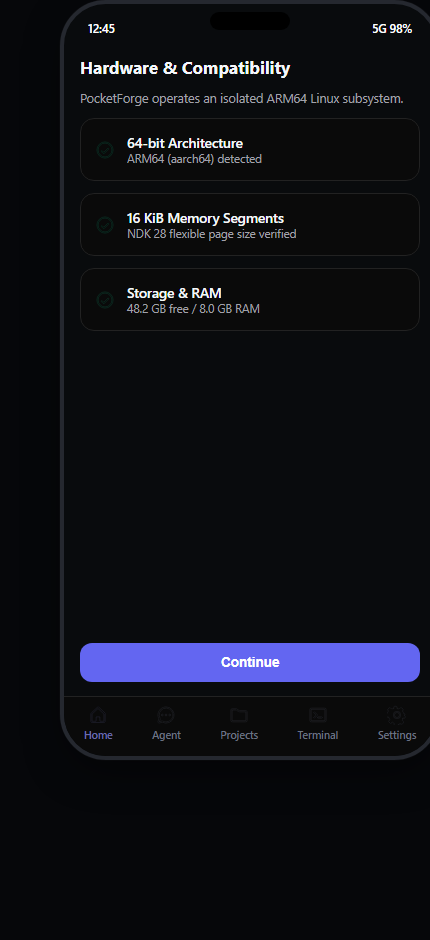 12:45
5G 98%
Hardware & Compatibility
PocketForge operates an isolated ARM64 Linux subsystem.
64-bit Architecture
ARM64 (aarch64) detected
16 KiB Memory Segments
NDK 28 flexible page size verified
Storage & RAM
48.2 GB free / 8.0 GB RAM
Continue
Home
Agent
Projects
Terminal
Settings